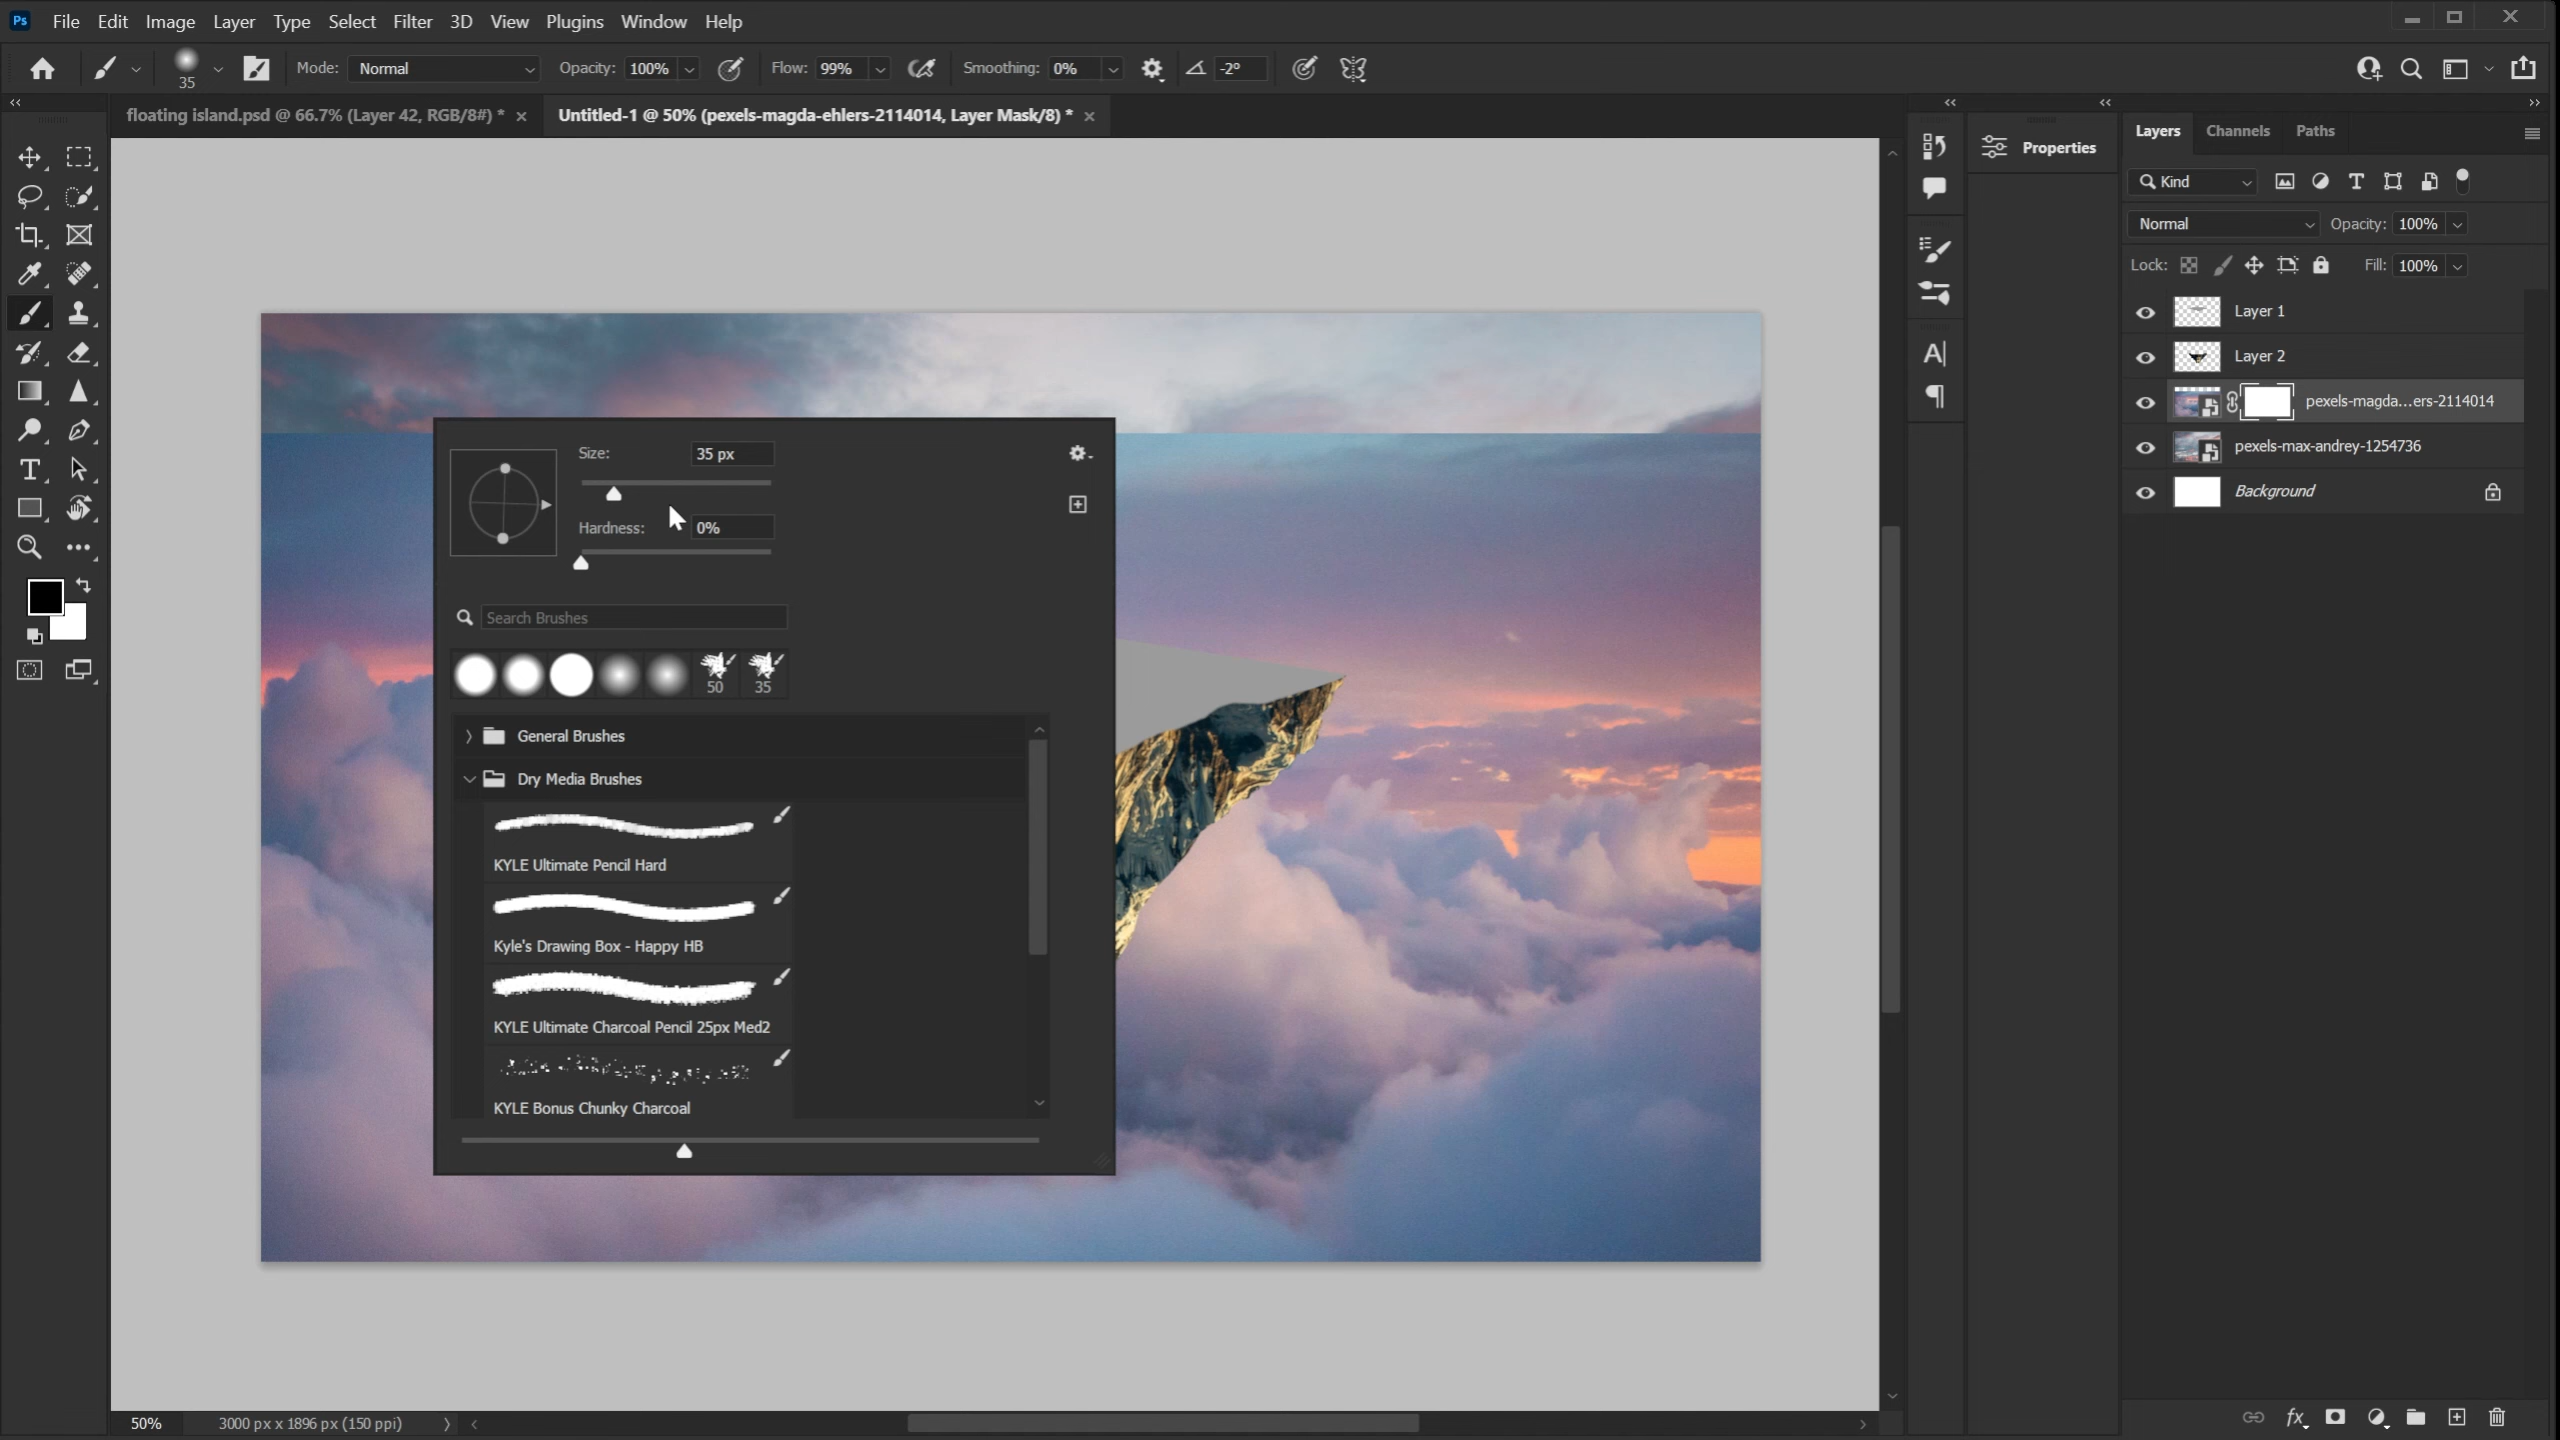 Ps File Edit Image Layer Type Select Filter 3D View Plugins Window Help
35 Mode: Normal Opacity: 100% Flow: 99% Smoothing: 0% -2°
floating island.psd @ 66.7% (Layer 42, RGB/8#) * Untitled-1 @ 50% (pexels-magda-ehlers-2114014, Layer Mask/8) *
Size: 35 px
Hardness: 0%
Search Brushes
50 35
General Brushes
Dry Media Brushes
KYLE Ultimate Pencil Hard
Kyle's Drawing Box - Happy HB
KYLE Ultimate Charcoal Pencil 25px Med2
KYLE Bonus Chunky Charcoal
Properties
Layers Channels Paths
Kind
Normal Opacity: 100%
Lock: Fill: 100%
Layer 1
Layer 2
pexels-magda...ers-2114014
pexels-max-andrey-1254736
Background
fx
50% 3000 px x 1896 px (150 ppi)